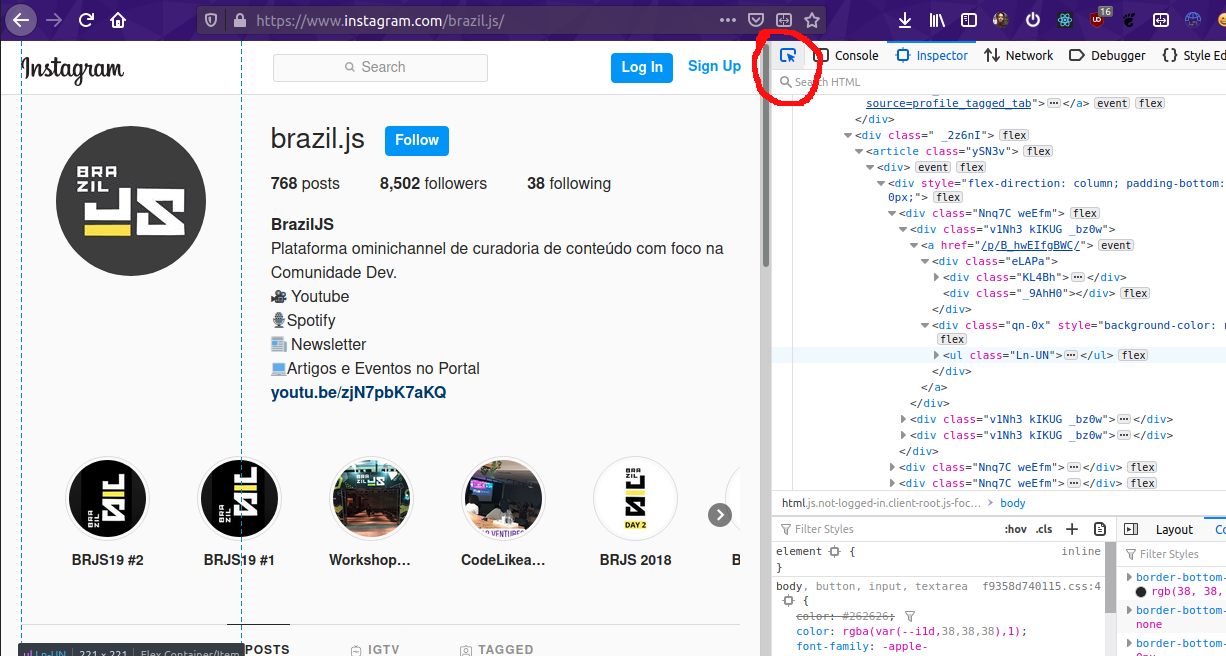 https://www.instagram.com/brazil.js/
16
UD
Instagram
Search
Log In
Sign Up
BRA
ZIL
JS
brazil.js
Follow
768 posts
8,502 followers
38 following
BrazilJS
Plataforma ominichannel de curadoria de conteúdo com foco na
Comunidade Dev.
Youtube
Spotify
Newsletter
Artigos e Eventos no Portal
youtu.be/zjN7pbK7aKQ
BRJS19 #2
BRJS19 #1
Workshop...
CodeLikea...
DAY 2
BRJS 2018
B
POSTS
IGTV
TAGGED
ul.Ln-UN
221 × 221
Flex Container/Item
Console
Inspector
Network
Debugger
{} Style Ed
Search HTML
source=profile_tagged_tab">⋯</a> event flex
</div>
<div class=" _2z6nI"> flex
<article class="ySN3v"> flex
<div> event flex
<div style="flex-direction: column; padding-bottom:
0px;"> flex
<div class="Nnq7C weEfm"> flex
<div class="v1Nh3 kIKUG _bz0w">
<a href="/p/B_hwEIfgBWC/"> event
<div class="eLAPa">
<div class="KL4Bh">⋯</div>
<div class="_9AhH0"></div> flex
</div>
<div class="qn-0x" style="background-color:
flex
<ul class="Ln-UN">⋯</ul> flex
</div>
</a>
</div>
<div class="v1Nh3 kIKUG _bz0w">⋯</div>
<div class="v1Nh3 kIKUG _bz0w">⋯</div>
</div>
<div class="Nnq7C weEfm">⋯</div> flex
<div class="Nnq7C weEfm">⋯</div> flex
html.js.not-logged-in.client-root.js-foc... > body
Filter Styles
:hov .cls +
element {
inline
}
body, button, input, textarea
f9358d740115.css:4
{
color: #262626;
color: rgba(var(--i1d,38,38,38),1);
font-family: -apple-
Layout
Co
Filter Styles
border-bottom-
rgb(38, 38,
border-bottom-
none
border-bottom-
0px